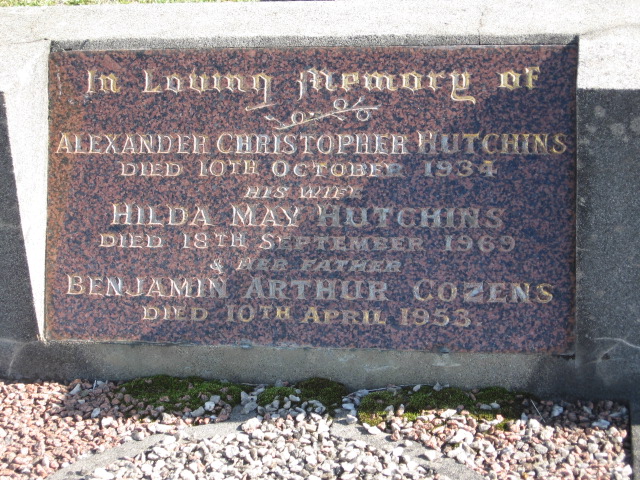 In Loving Memory of
ALEXANDER CHRISTOPHER HUTCHINS
DIED 10TH OCTOBER 1934
HIS WIFE
HILDA MAY HUTCHINS
DIED 18TH SEPTEMBER 1969
& HER FATHER
BENJAMIN ARTHUR COZENS
DIED 10TH APRIL 1953.